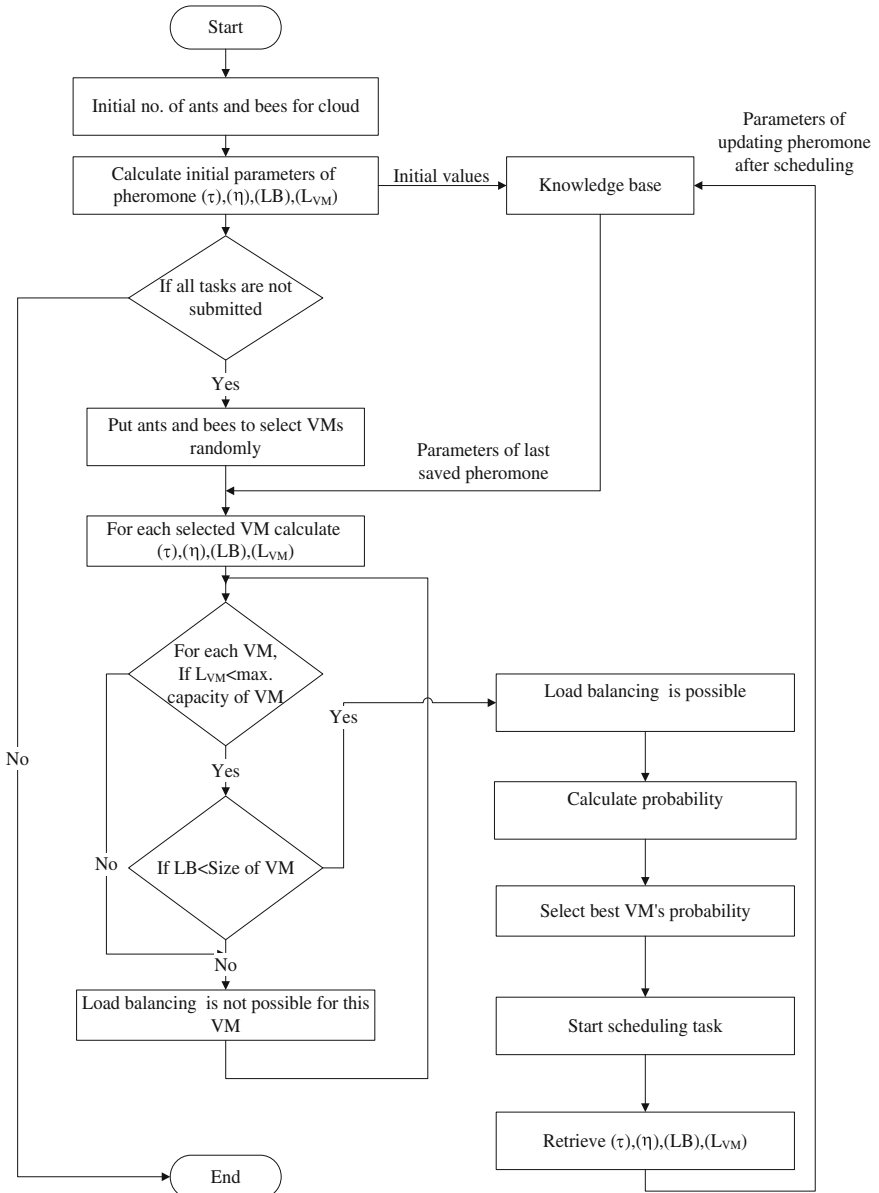 Start
Initial no. of ants and bees for cloud
Parameters of
updating pheromone
after scheduling
Calculate initial parameters of
pheromone (τ),(η),(LB),(LVM)
Initial values
Knowledge base
If all tasks are not
submitted
Yes
Put ants and bees to select VMs
randomly
Parameters of last
saved pheromone
For each selected VM calculate
(τ),(η),(LB),(LVM)
For each VM,
If LVM<max.
capacity of VM
Yes
Load balancing is possible
No
Yes
Calculate probability
No
If LB<Size of VM
Select best VM's probability
No
Load balancing is not possible for this
VM
Start scheduling task
Retrieve (τ),(η),(LB),(LVM)
End